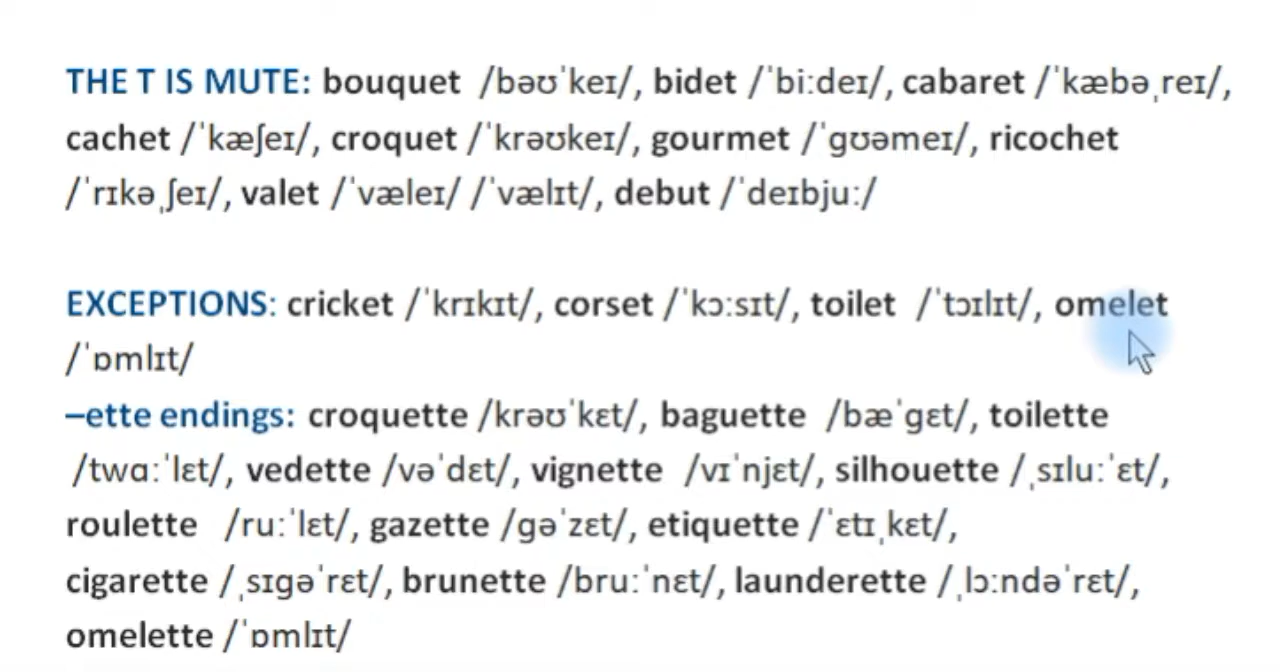 THE T IS MUTE: bouquet /bəʊˈkeɪ/, bidet /ˈbiːdeɪ/, cabaret /ˈkæbəˌreɪ/,
cachet /ˈkæʃeɪ/, croquet /ˈkrəʊkeɪ/, gourmet /ˈɡʊəmeɪ/, ricochet
/ˈrɪkəˌʃeɪ/, valet /ˈvæleɪ/ /ˈvælɪt/, debut /ˈdeɪbjuː/
EXCEPTIONS: cricket /ˈkrɪkɪt/, corset /ˈkɔːsɪt/, toilet /ˈtɔɪlɪt/, omelet
/ˈɒmlɪt/
–ette endings: croquette /krəʊˈkɛt/, baguette /bæˈɡɛt/, toilette
/twɑːˈlɛt/, vedette /vəˈdɛt/, vignette /vɪˈnjɛt/, silhouette /ˌsɪluːˈɛt/,
roulette /ruːˈlɛt/, gazette /ɡəˈzɛt/, etiquette /ˈɛtɪˌkɛt/,
cigarette /ˌsɪɡəˈrɛt/, brunette /bruːˈnɛt/, launderette /ˌlɔːndəˈrɛt/,
omelette /ˈɒmlɪt/